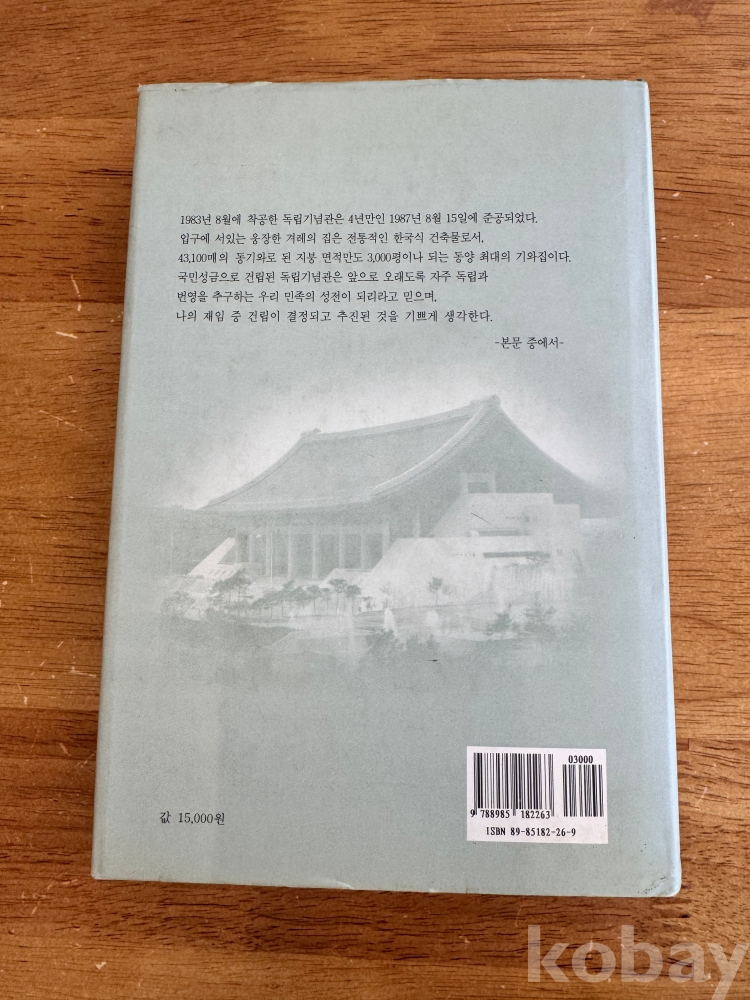 1983년 8월에 착공한 독립기념관은 4년만인 1987년 8월 15일에 준공되었다.
입구에 서있는 웅장한 겨레의 집은 전통적인 한국식 건축물로서,
43,100매의 동기와로 된 지붕 면적만도 3,000평이나 되는 동양 최대의 기와집이다.
국민성금으로 건립된 독립기념관은 앞으로 오래도록 자주 독립과
번영을 추구하는 우리 민족의 성전이 되리라고 믿으며,
나의 재임 중 건립이 결정되고 추진된 것을 기쁘게 생각한다.
-본문 중에서-
03000
9 788985 182263
ISBN 89-85182-26-9
값 15,000원
kobay